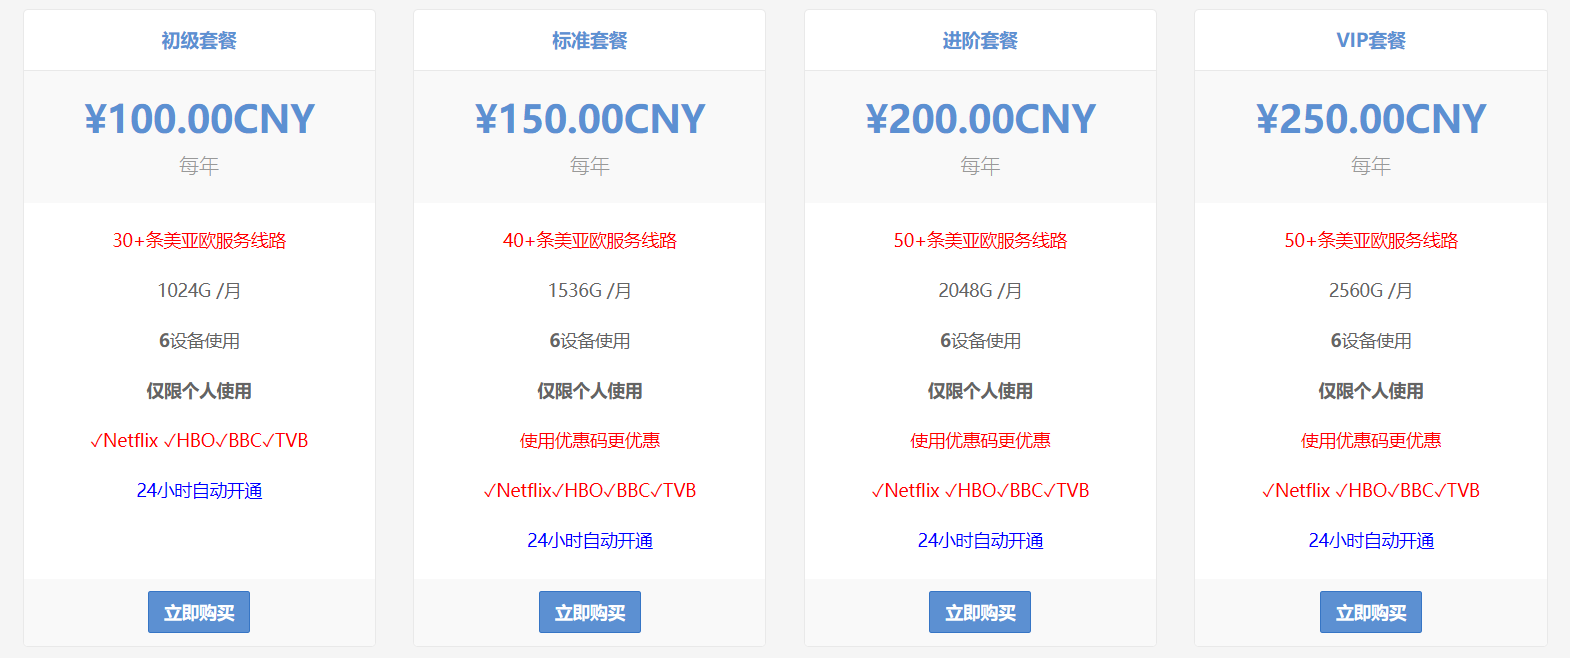 初级套餐
¥100.00CNY
每年
30+条美亚欧服务线路
1024G /月
6设备使用
仅限个人使用
✓Netflix ✓HBO✓BBC✓TVB
24小时自动开通
立即购买
标准套餐
¥150.00CNY
每年
40+条美亚欧服务线路
1536G /月
6设备使用
仅限个人使用
使用优惠码更优惠
✓Netflix✓HBO✓BBC✓TVB
24小时自动开通
立即购买
进阶套餐
¥200.00CNY
每年
50+条美亚欧服务线路
2048G /月
6设备使用
仅限个人使用
使用优惠码更优惠
✓Netflix ✓HBO✓BBC✓TVB
24小时自动开通
立即购买
VIP套餐
¥250.00CNY
每年
50+条美亚欧服务线路
2560G /月
6设备使用
仅限个人使用
使用优惠码更优惠
✓Netflix ✓HBO✓BBC✓TVB
24小时自动开通
立即购买